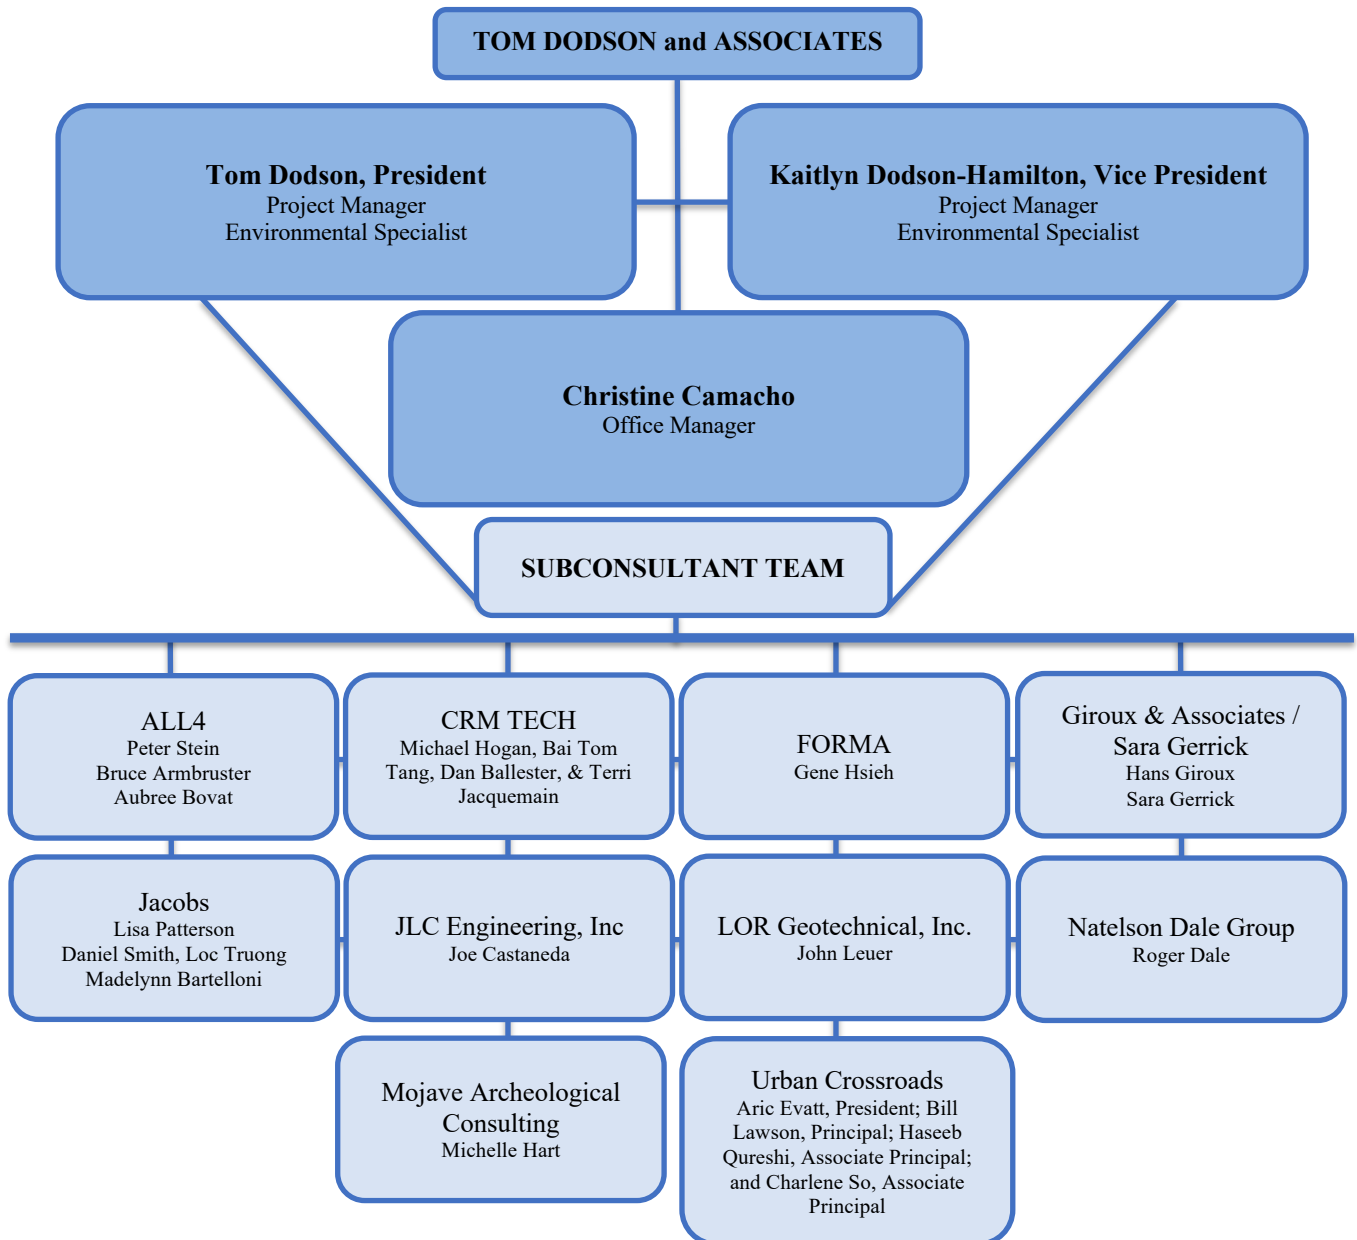 TOM DODSON and ASSOCIATES
Tom Dodson, President
Project Manager
Environmental Specialist
Kaitlyn Dodson-Hamilton, Vice President
Project Manager
Environmental Specialist
Christine Camacho
Office Manager
SUBCONSULTANT TEAM
ALL4
Peter Stein
Bruce Armbruster
Aubree Bovat
CRM TECH
Michael Hogan, Bai Tom
Tang, Dan Ballester, & Terri
Jacquemain
FORMA
Gene Hsieh
Giroux & Associates /
Sara Gerrick
Hans Giroux
Sara Gerrick
Jacobs
Lisa Patterson
Daniel Smith, Loc Truong
Madelynn Bartelloni
JLC Engineering, Inc
Joe Castaneda
LOR Geotechnical, Inc.
John Leuer
Natelson Dale Group
Roger Dale
Mojave Archeological
Consulting
Michelle Hart
Urban Crossroads
Aric Evatt, President; Bill
Lawson, Principal; Haseeb
Qureshi, Associate Principal;
and Charlene So, Associate
Principal